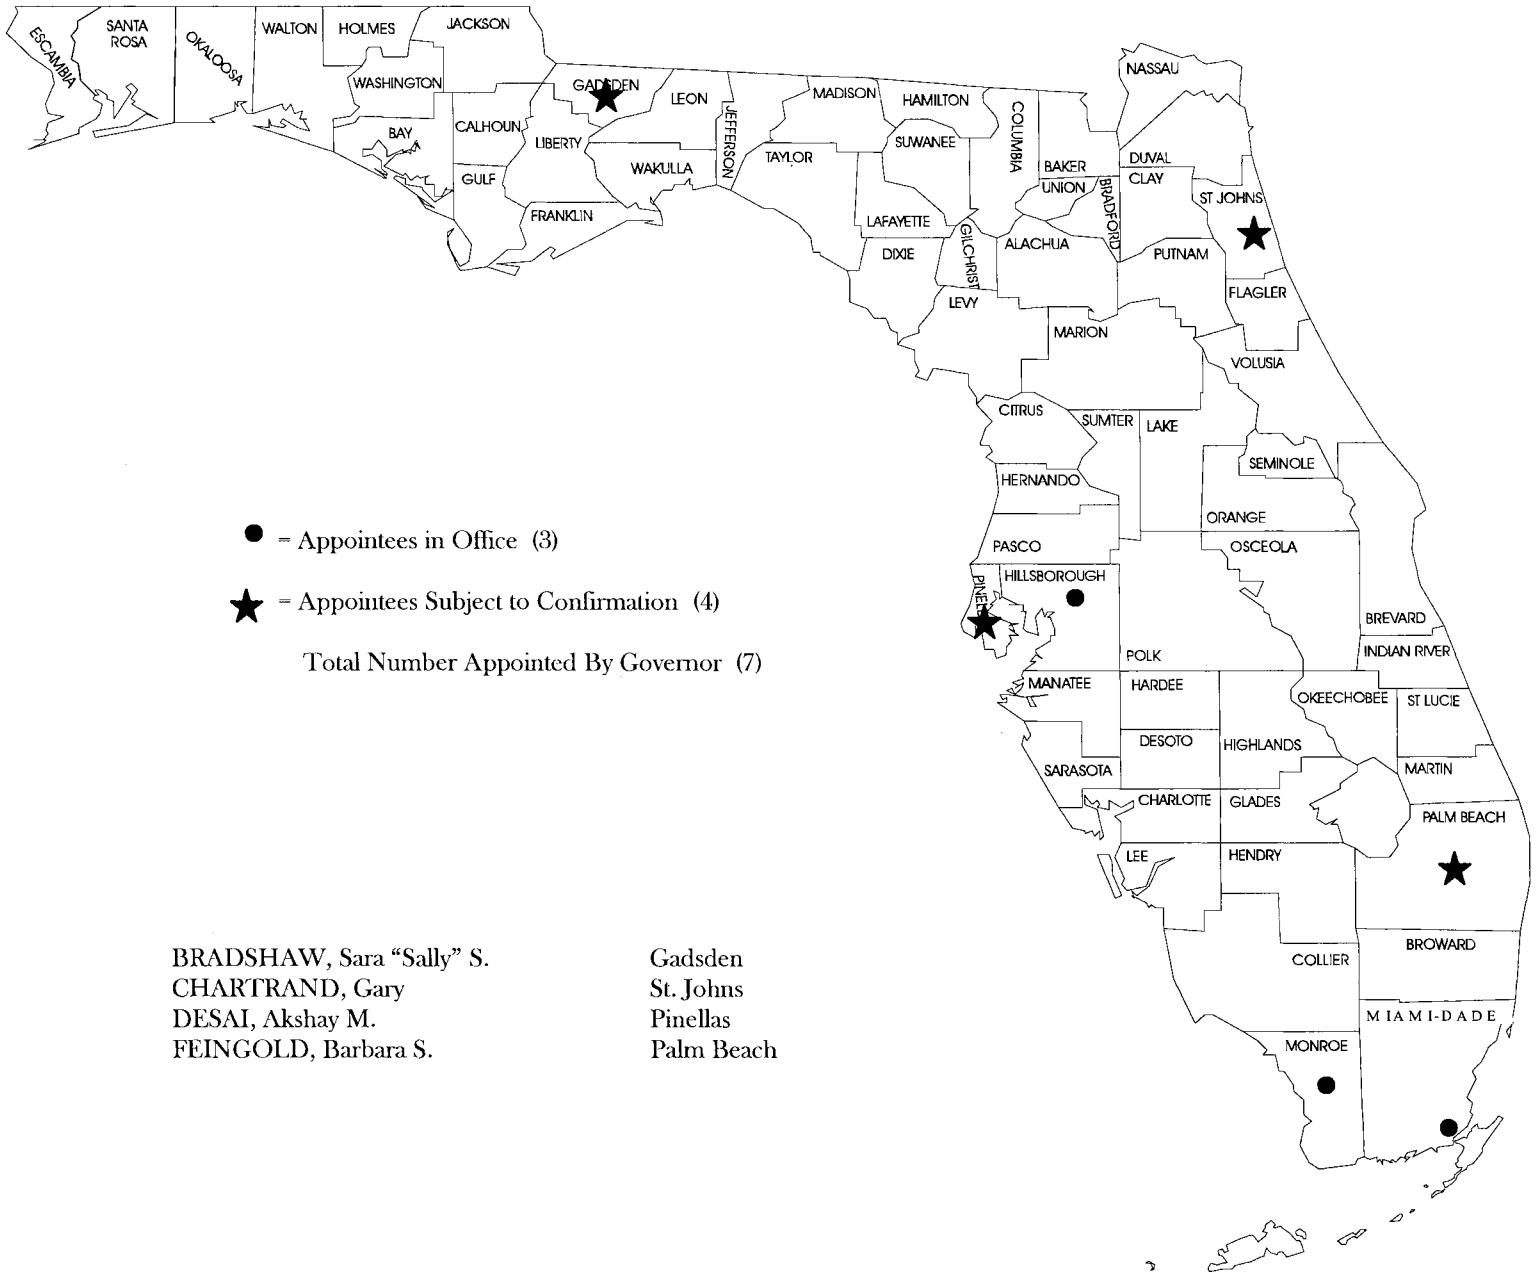 ESCAMBIA
SANTA
ROSA
OKALOOSA
WALTON
HOLMES
JACKSON
WASHINGTON
BAY
CALHOUN
GULF
GADSDEN
LIBERTY
FRANKLIN
LEON
WAKULLA
JEFFERSON
MADISON
TAYLOR
HAMILTON
SUWANEE
LAFAYETTE
DIXIE
COLUMBIA
GILCHRIST
BAKER
UNION
BRADFORD
ALACHUA
LEVY
NASSAU
DUVAL
CLAY
ST JOHNS
PUTNAM
FLAGLER
MARION
VOLUSIA
CITRUS
SUMTER
LAKE
SEMINOLE
HERNANDO
ORANGE
PASCO
OSCEOLA
HILLSBOROUGH
BREVARD
POLK
INDIAN RIVER
MANATEE
HARDEE
OKEECHOBEE
ST LUCIE
DESOTO
HIGHLANDS
SARASOTA
MARTIN
CHARLOTTE
GLADES
PALM BEACH
LEE
HENDRY
BROWARD
COLLIER
MIAMI-DADE
MONROE
= Appointees in Office (3)
= Appointees Subject to Confirmation (4)
Total Number Appointed By Governor (7)
BRADSHAW, Sara “Sally” S. Gadsden
CHARTRAND, Gary St. Johns
DESAI, Akshay M. Pinellas
FEINGOLD, Barbara S. Palm Beach